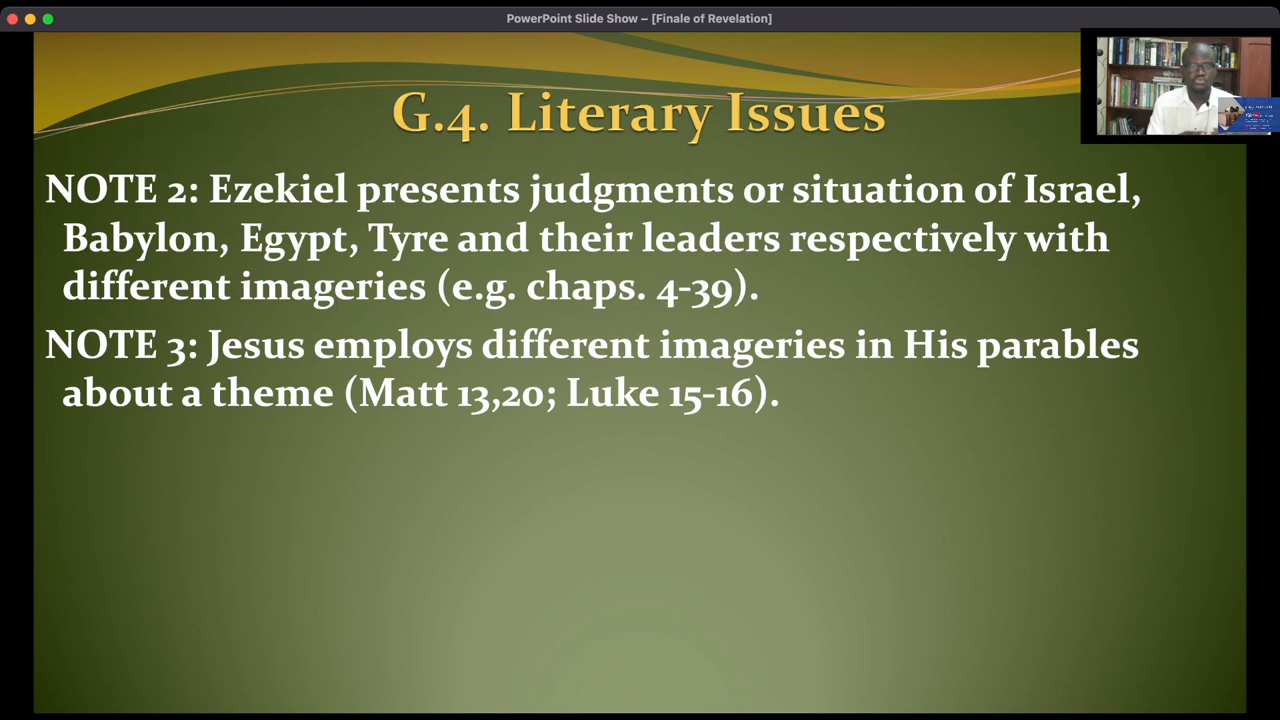 PowerPoint Slide Show – [Finale of Revelation]
G.4. Literary Issues
NOTE 2: Ezekiel presents judgments or situation of Israel,
Babylon, Egypt, Tyre and their leaders respectively with
different imageries (e.g. chaps. 4-39).
NOTE 3: Jesus employs different imageries in His parables
about a theme (Matt 13,20; Luke 15-16).